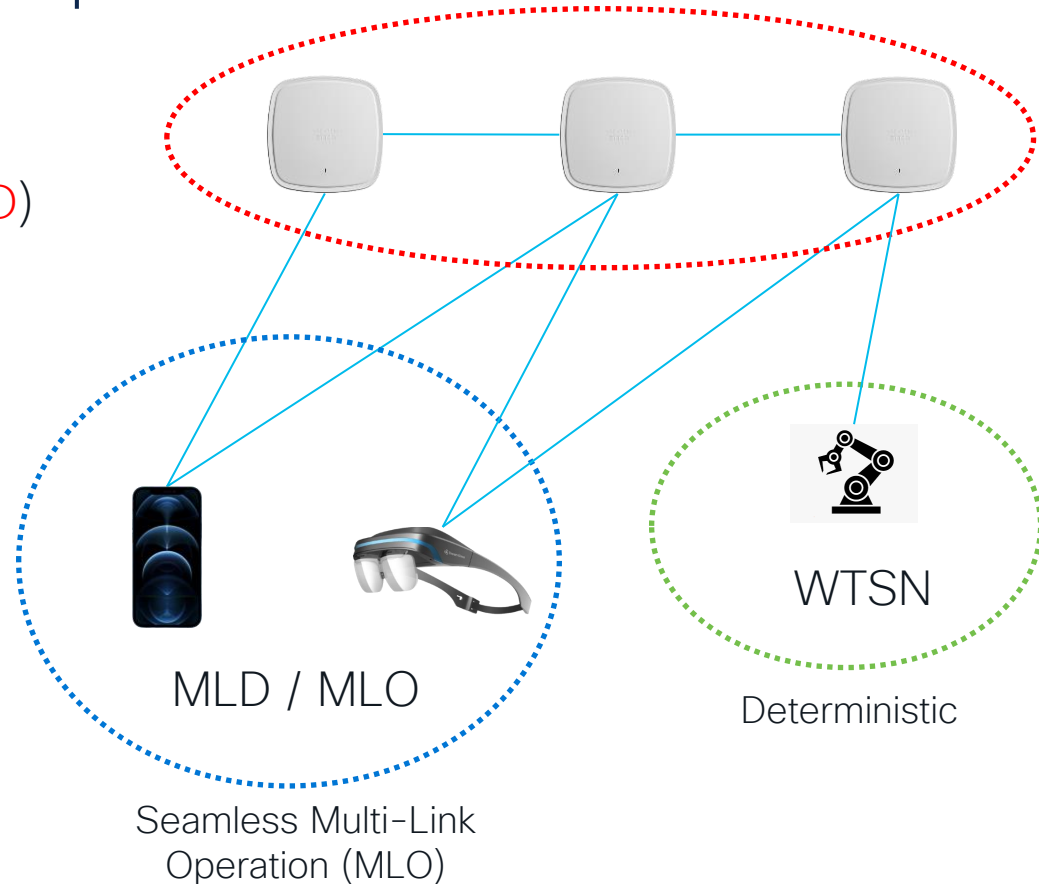 )
MLD / MLO
WTSN
Deterministic
Seamless Multi-Link
Operation (MLO)